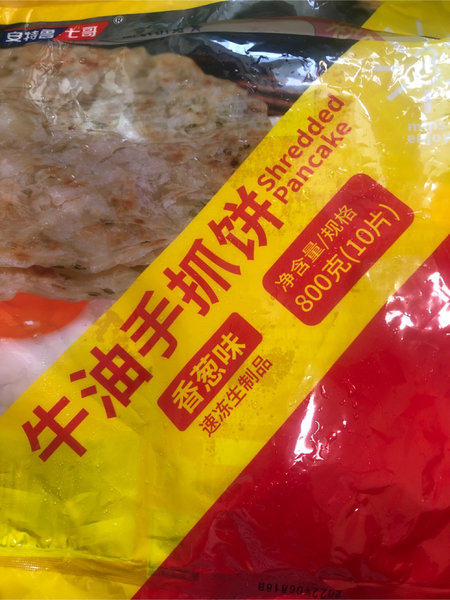 安特鲁 七哥®
牛油手抓饼
Shredded
Pancake
净含量/规格
800克(10片)
香葱味
速冻生制品